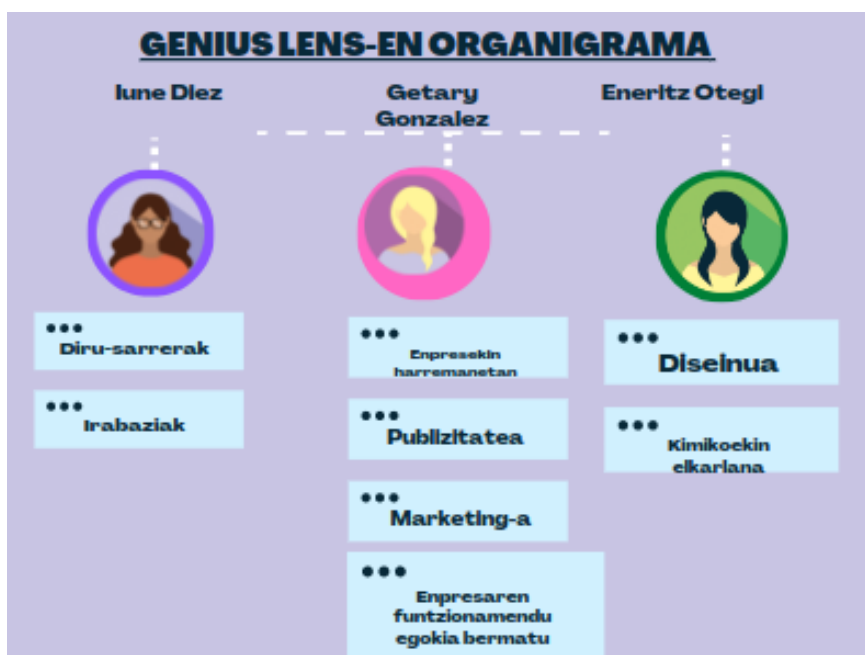 GENIUS LENS-EN ORGANIGRAMA
Iune Diez
Getary
Gonzalez
Eneritz Otegi
Diru-sarrerak
Irabaziak
Enpresekin
harremanetan
Publizitatea
Marketing-a
Enpresaren
funtzionamendu
egokia bermatu
Diseinua
Kimikoekin
elkarlana